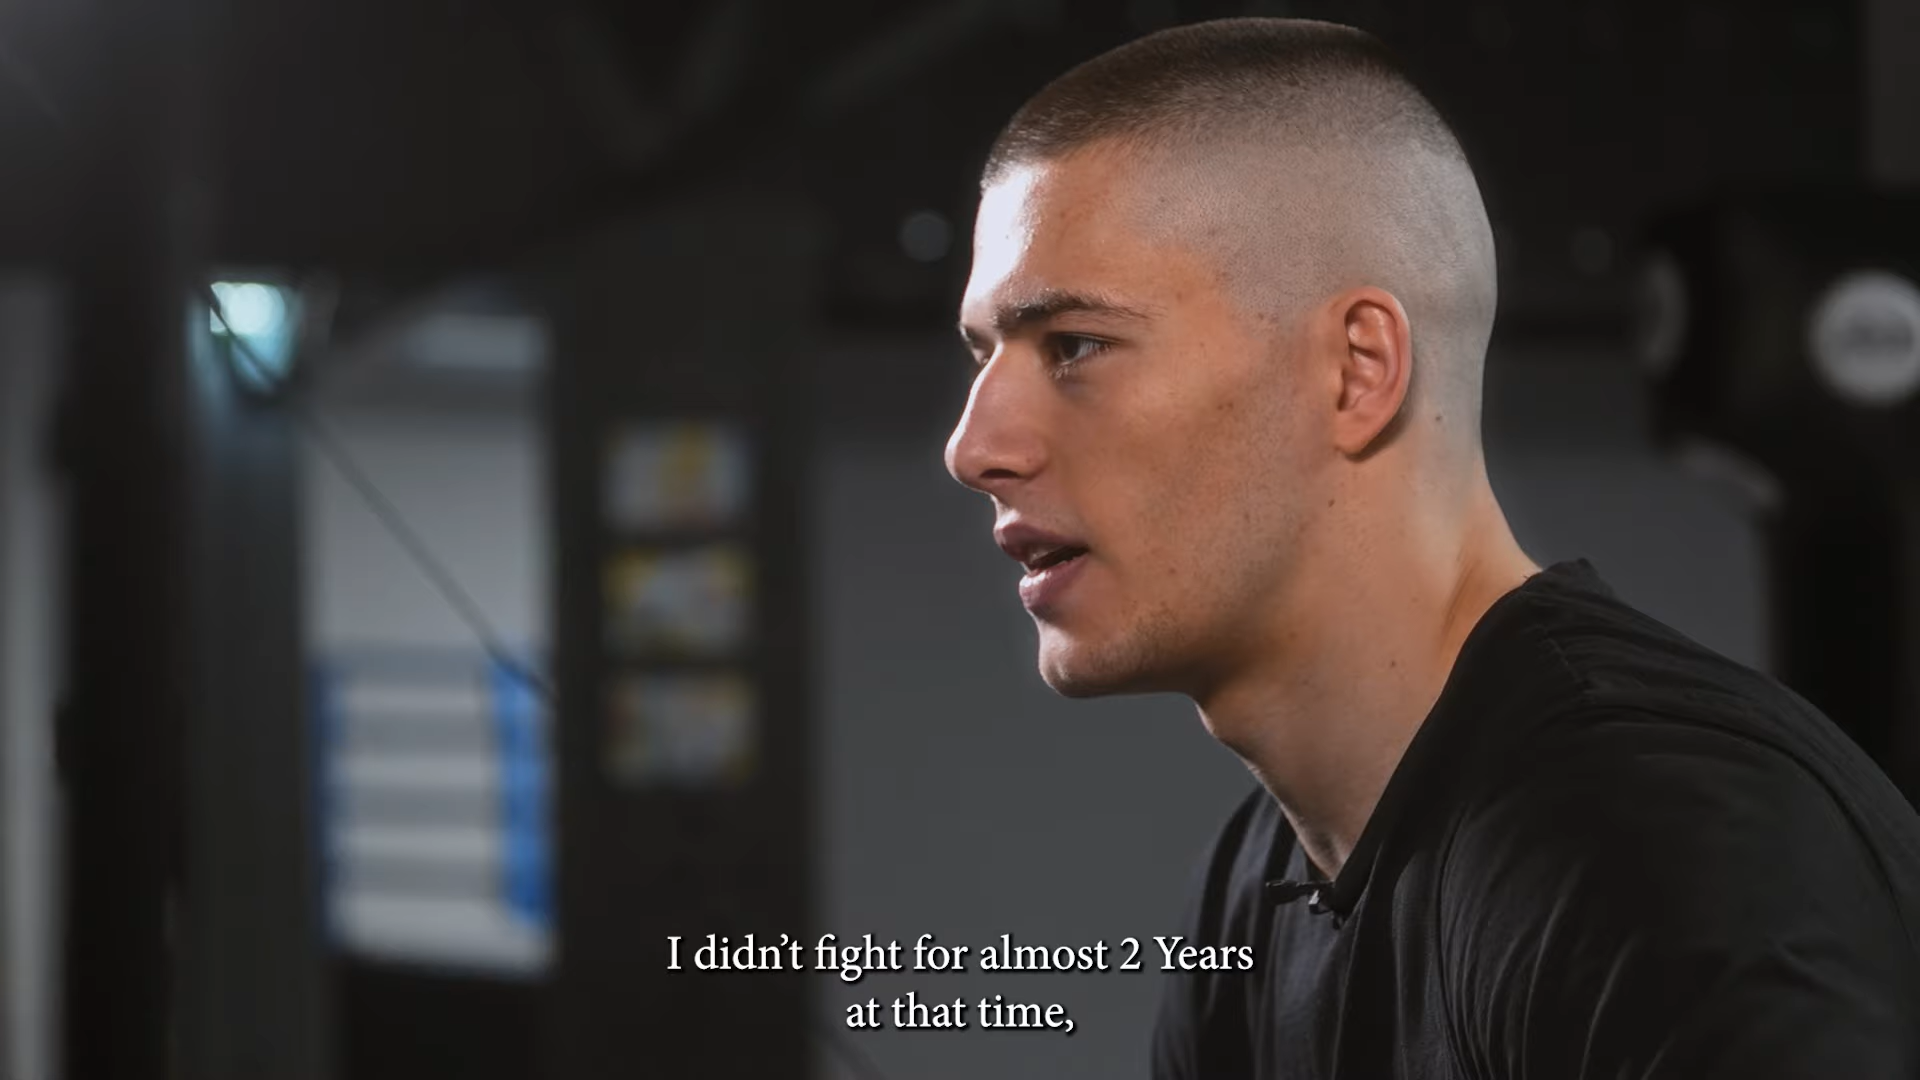 I didn’t fight for almost 2 Years
at that time,